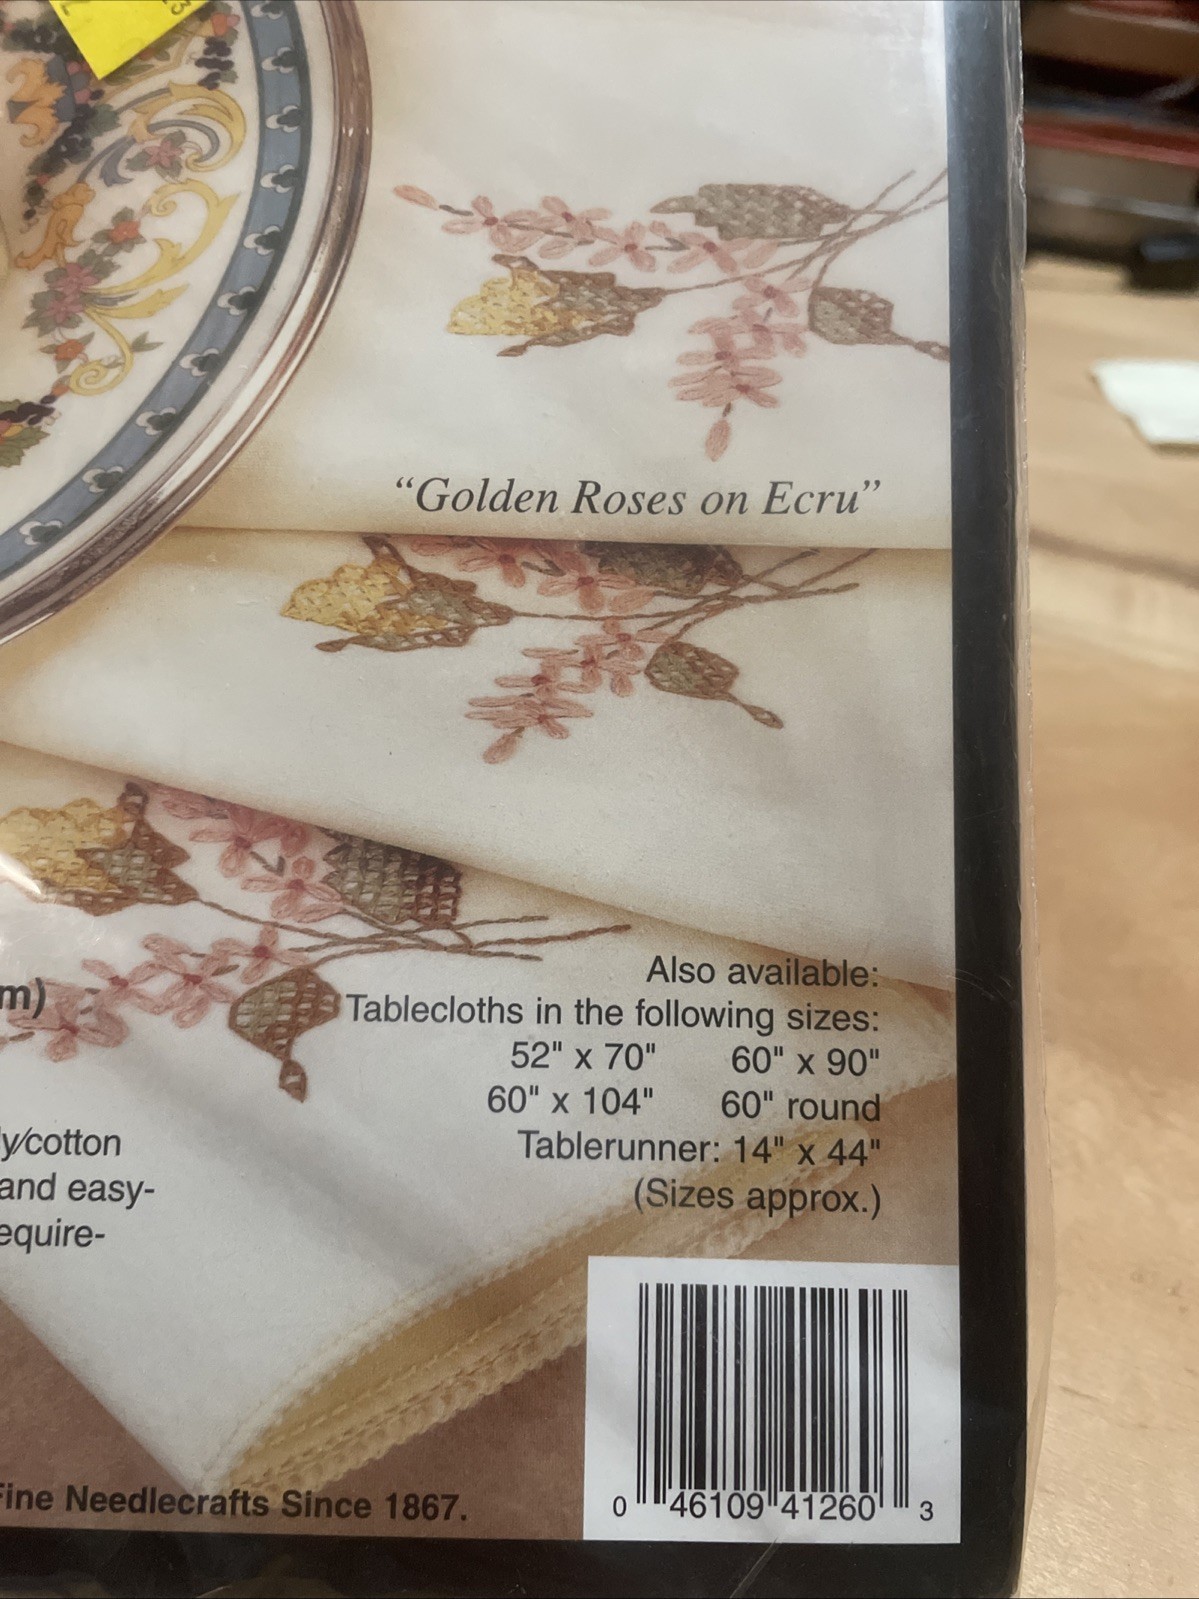 “Golden Roses on Ecru”
Also available:
Tablecloths in the following sizes:
52" x 70" 60" x 90"
60" x 104" 60" round
Tablerunner: 14" x 44"
(Sizes approx.)
m)
y/cotton
and easy-
equire-
Fine Needlecrafts Since 1867.
0 46109 41260 3